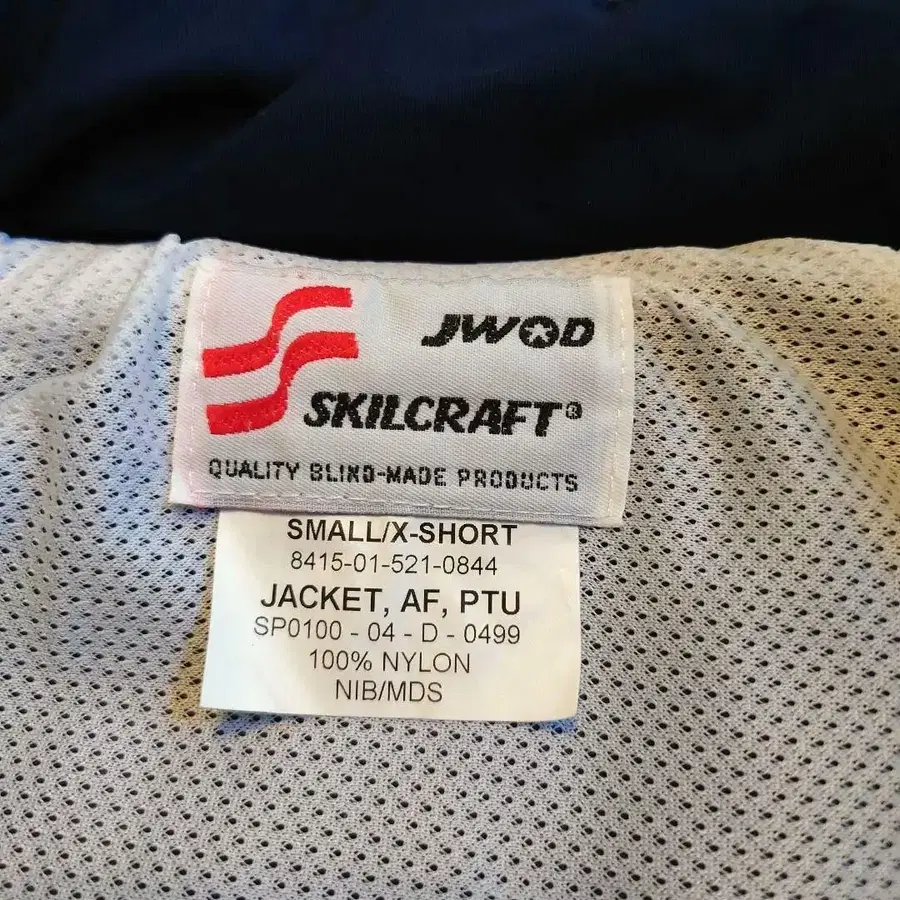 JWOD
SKILCRAFT®
QUALITY BLIND-MADE PRODUCTS
SMALL/X-SHORT
8415-01-521-0844
JACKET, AF, PTU
SP0100 - 04 - D - 0499
100% NYLON
NIB/MDS